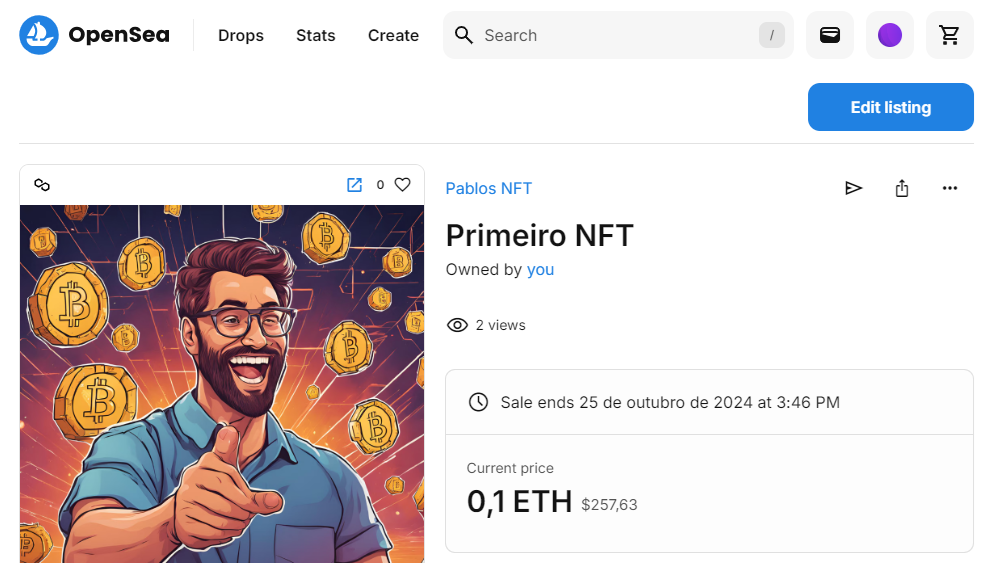 OpenSea
Drops Stats Create
Search /
Edit listing
0
Pablos NFT
Primeiro NFT
Owned by you
2 views
Sale ends 25 de outubro de 2024 at 3:46 PM
Current price
0,1 ETH $257,63